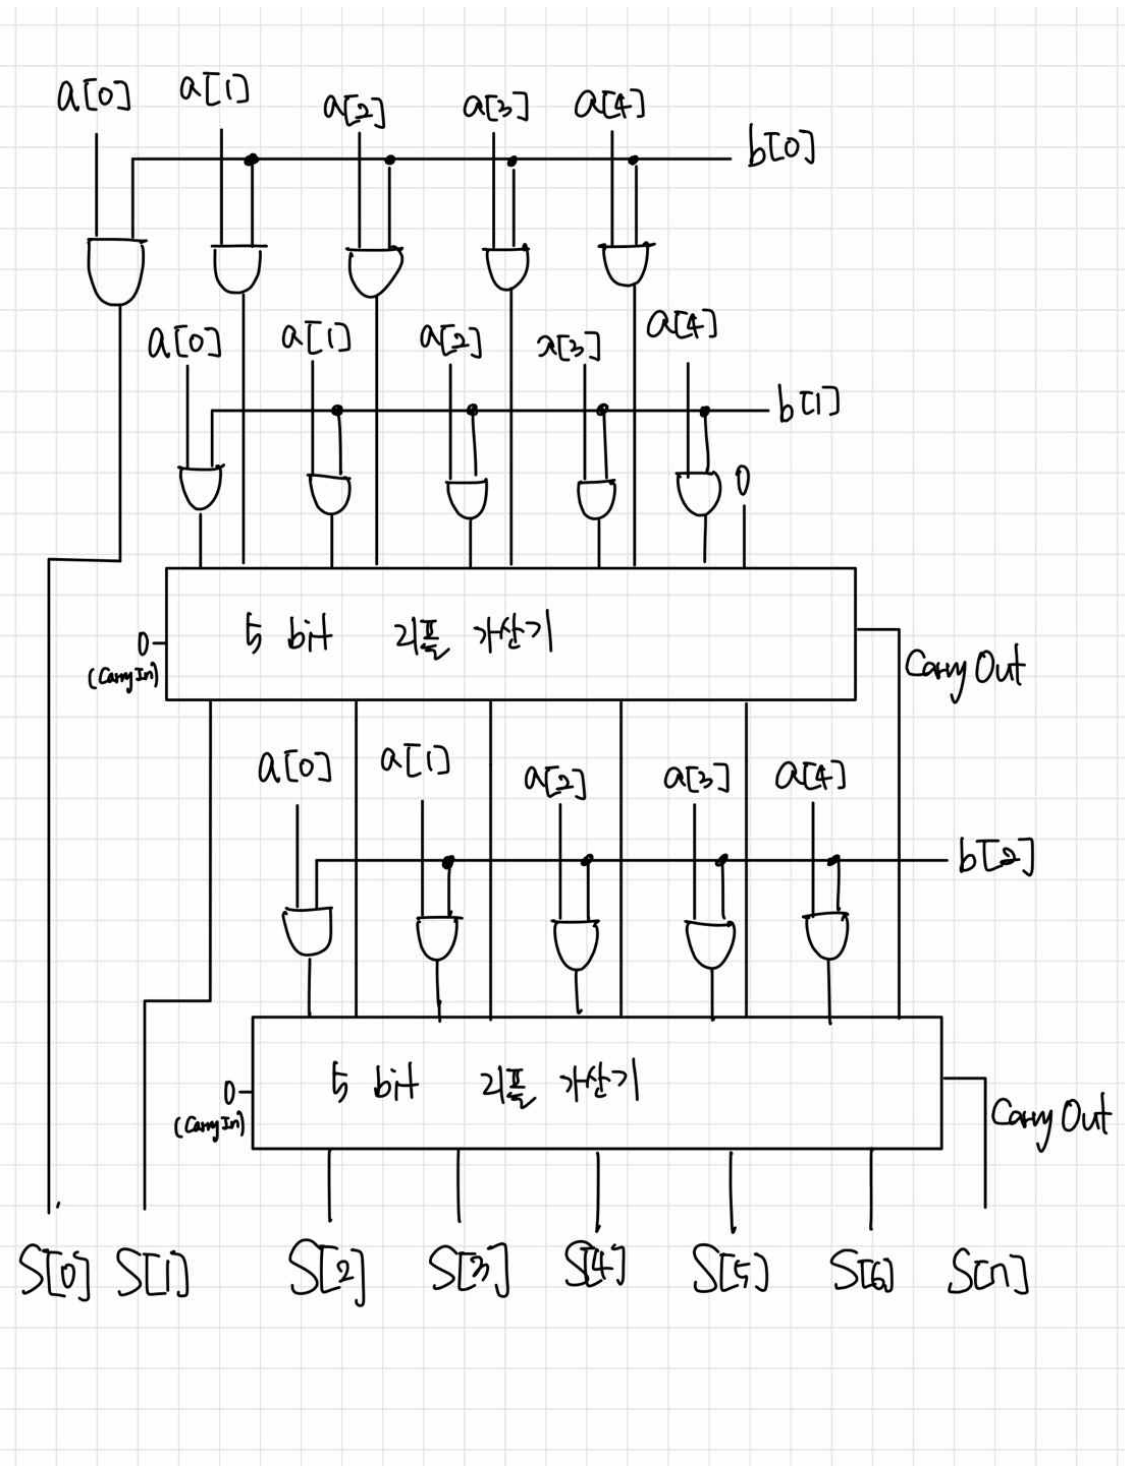 a[0] a[1] a[2] a[3] a[4]
b[0]
a[0] a[1] a[2] a[3] a[4]
b[1]
0
5 bit 리플 가산기
0
(Carry In)
Carry Out
a[0] a[1] a[2] a[3] a[4]
b[2]
5 bit 리플 가산기
0
(Carry In)
Carry Out
S[0] S[1] S[2] S[3] S[4] S[5] S[6] S[7]